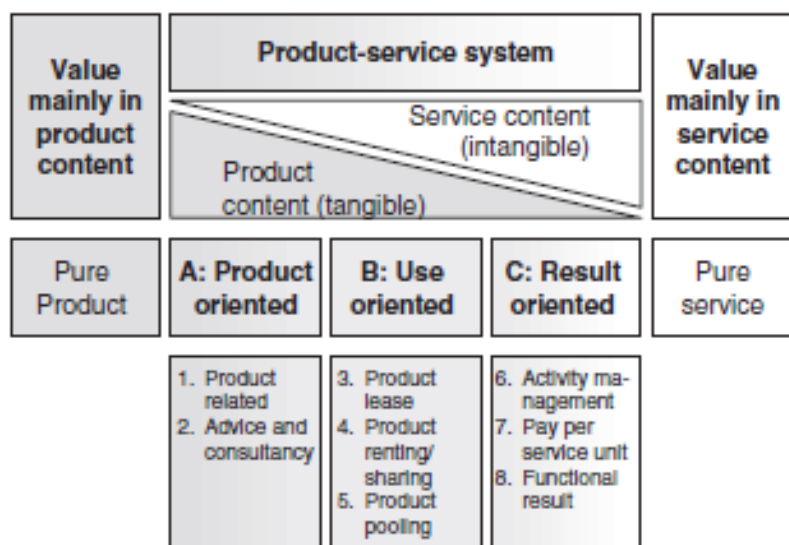 Value
mainly in
product
content
Product-service system
Service content
(intangible)
Product
content (tangible)
Value
mainly in
service
content
Pure
Product
A: Product
oriented
B: Use
oriented
C: Result
oriented
Pure
service
1. Product
related
2. Advice and
consultancy
3. Product
lease
4. Product
renting/
sharing
5. Product
pooling
6. Activity ma-
nagement
7. Pay per
service unit
8. Functional
result